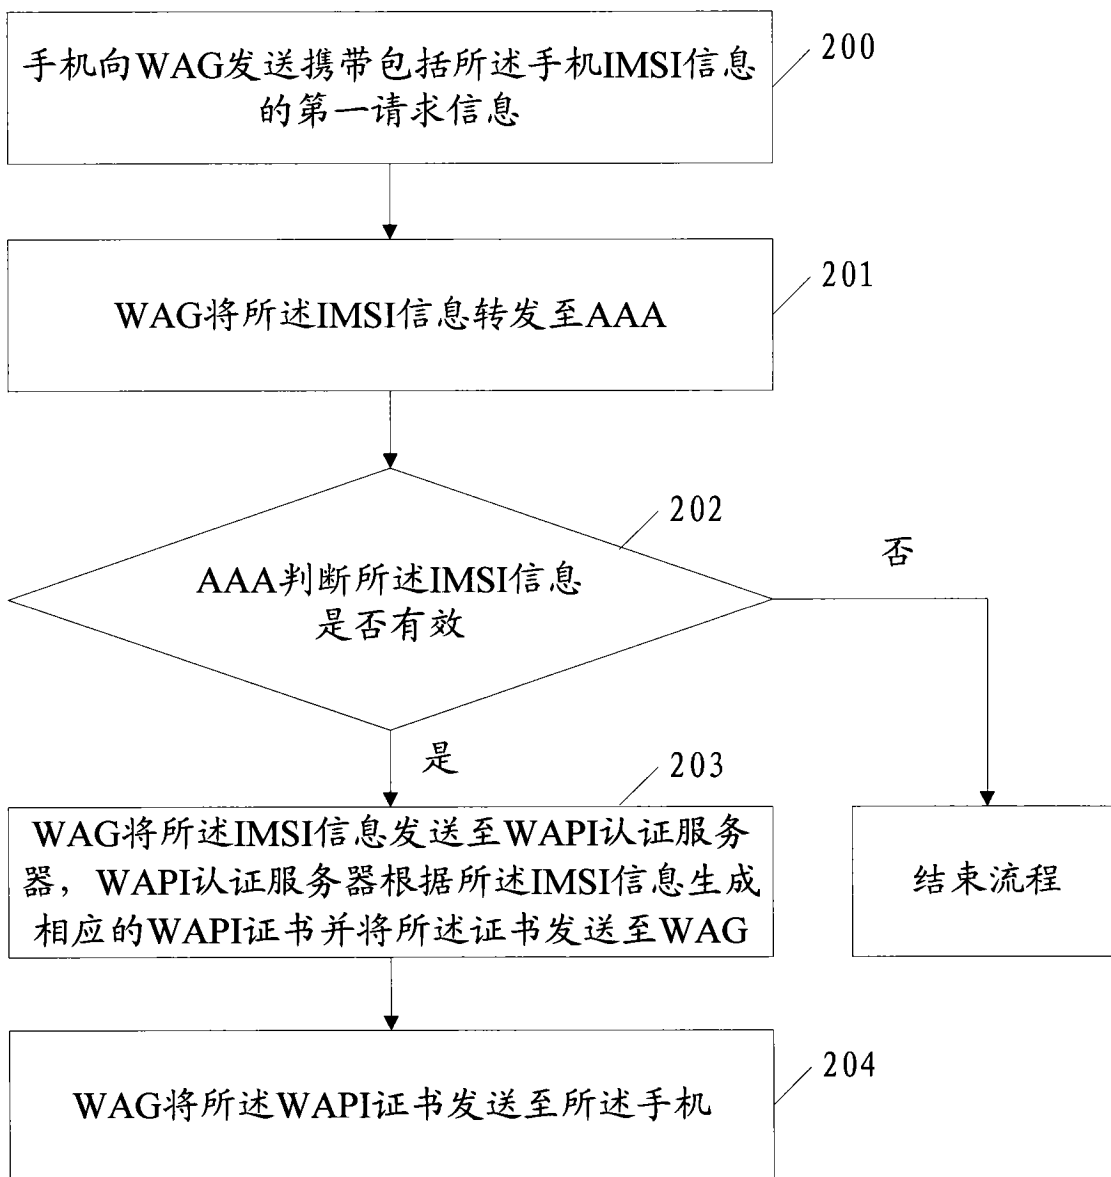 手机向WAG发送携带包括所述手机IMSI信息
的第一请求信息
200
WAG将所述IMSI信息转发至AAA
201
AAA判断所述IMSI信息
是否有效
202
否
是
203
WAG将所述IMSI信息发送至WAPI认证服务
器，WAPI认证服务器根据所述IMSI信息生成
相应的WAPI证书并将所述证书发送至WAG
结束流程
WAG将所述WAPI证书发送至所述手机
204